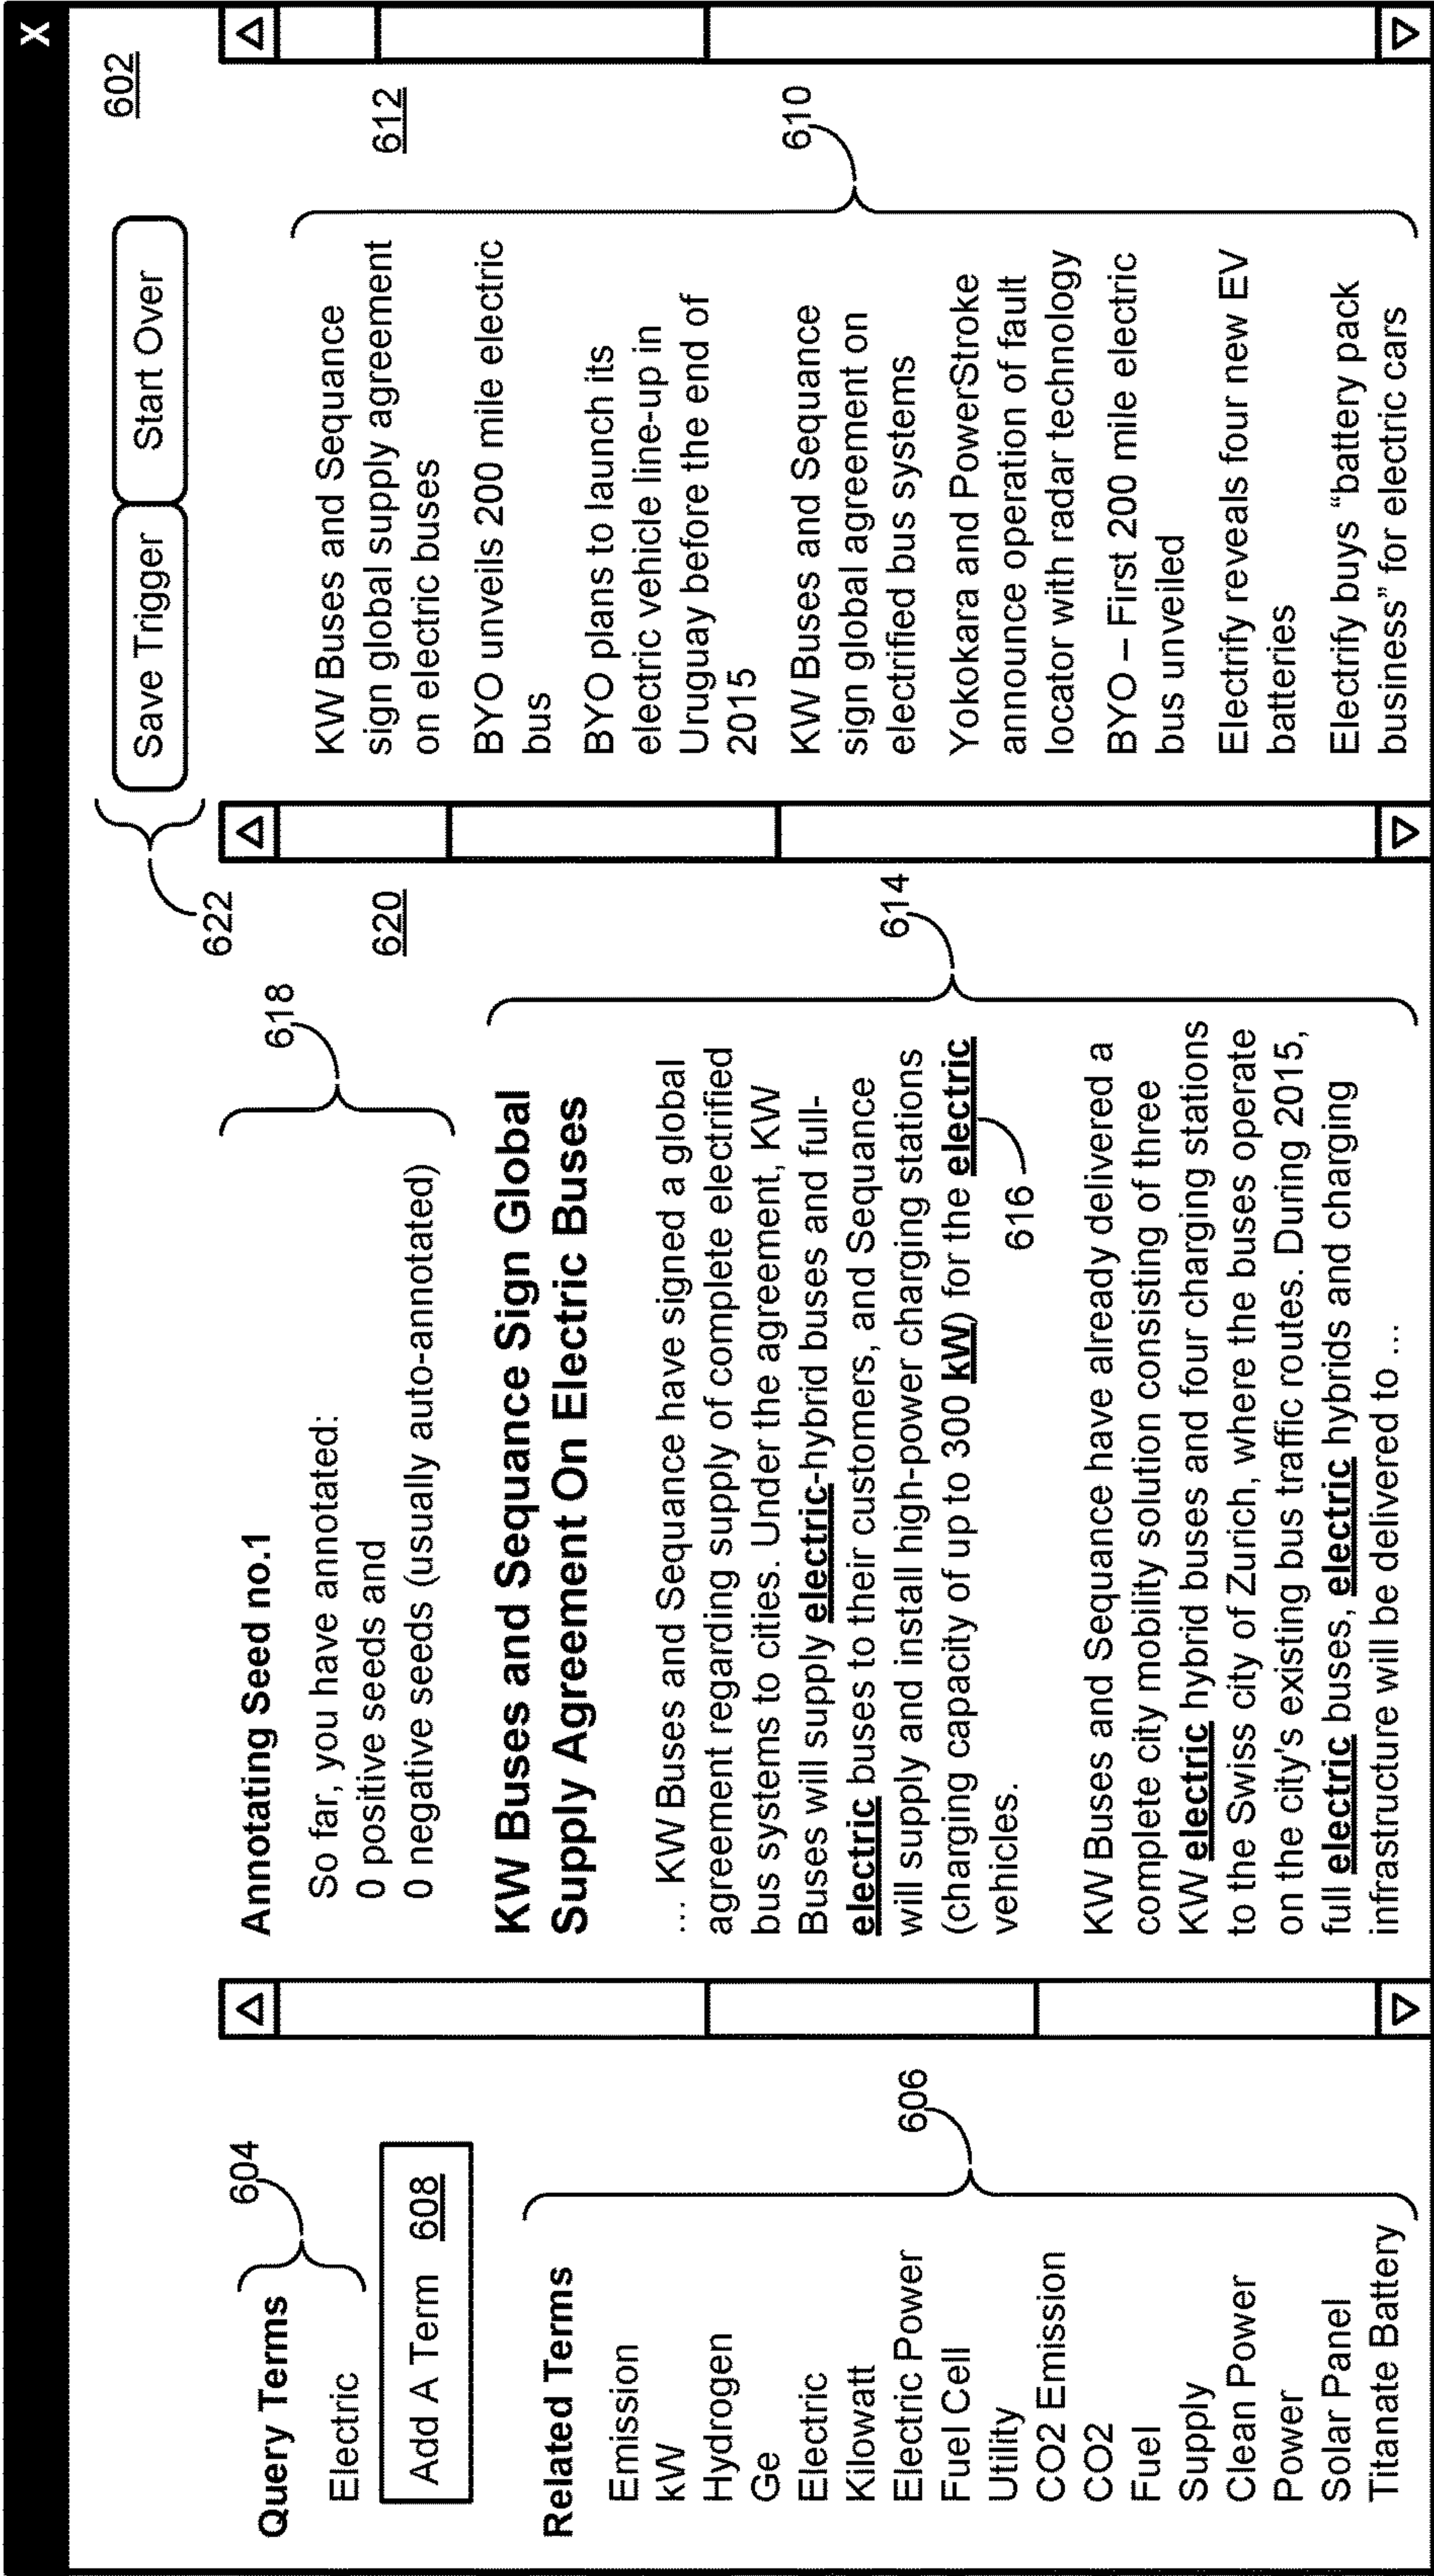 X
602
Save Trigger
Start Over
622
Query Terms
604
Electric
Add A Term 608
Related Terms
606
Emission
kW
Hydrogen
Ge
Electric
Kilowatt
Electric Power
Fuel Cell
Utility
CO2 Emission
CO2
Fuel
Supply
Clean Power
Power
Solar Panel
Titanate Battery
Annotating Seed no.1
618
620
So far, you have annotated:
0 positive seeds and
0 negative seeds (usually auto-annotated)
KW Buses and Sequance Sign Global
Supply Agreement On Electric Buses
614
... KW Buses and Sequance have signed a global
agreement regarding supply of complete electrified
bus systems to cities. Under the agreement, KW
Buses will supply electric-hybrid buses and full-
electric buses to their customers, and Sequance
will supply and install high-power charging stations
(charging capacity of up to 300 kW) for the electric
vehicles.
616
KW Buses and Sequance have already delivered a
complete city mobility solution consisting of three
KW electric hybrid buses and four charging stations
to the Swiss city of Zurich, where the buses operate
on the city's existing bus traffic routes. During 2015,
full electric buses, electric hybrids and charging
infrastructure will be delivered to ...
612
610
KW Buses and Sequance
sign global supply agreement
on electric buses
BYO unveils 200 mile electric
bus
BYO plans to launch its
electric vehicle line-up in
Uruguay before the end of
2015
KW Buses and Sequance
sign global agreement on
electrified bus systems
Yokokara and PowerStroke
announce operation of fault
locator with radar technology
BYO – First 200 mile electric
bus unveiled
Electrify reveals four new EV
batteries
Electrify buys “battery pack
business” for electric cars